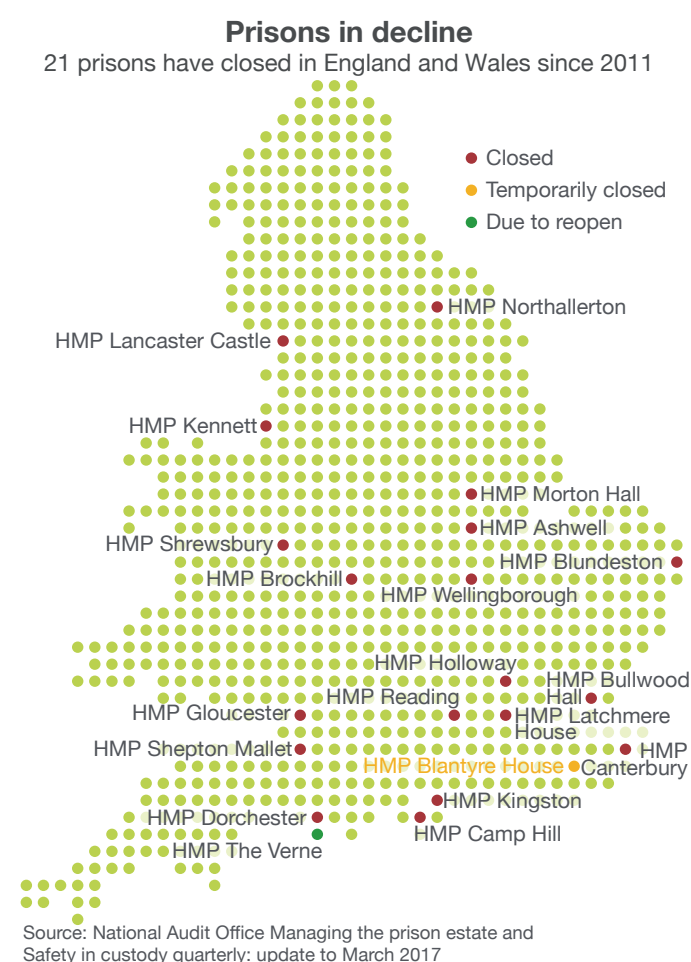 Prisons in decline
21 prisons have closed in England and Wales since 2011
Closed
Temporarily closed
Due to reopen
HMP Northallerton
HMP Lancaster Castle
HMP Kennett
HMP Morton Hall
HMP Ashwell
HMP Shrewsbury
HMP Blundeston
HMP Brockhill
HMP Wellingborough
HMP Holloway
HMP Bullwood
Hall
HMP Reading
HMP Gloucester
HMP Latchmere
House
HMP Shepton Mallet
HMP
Canterbury
HMP Blantyre House
HMP Kingston
HMP Dorchester
HMP Camp Hill
HMP The Verne
Source: National Audit Office Managing the prison estate and
Safety in custody quarterly: update to March 2017